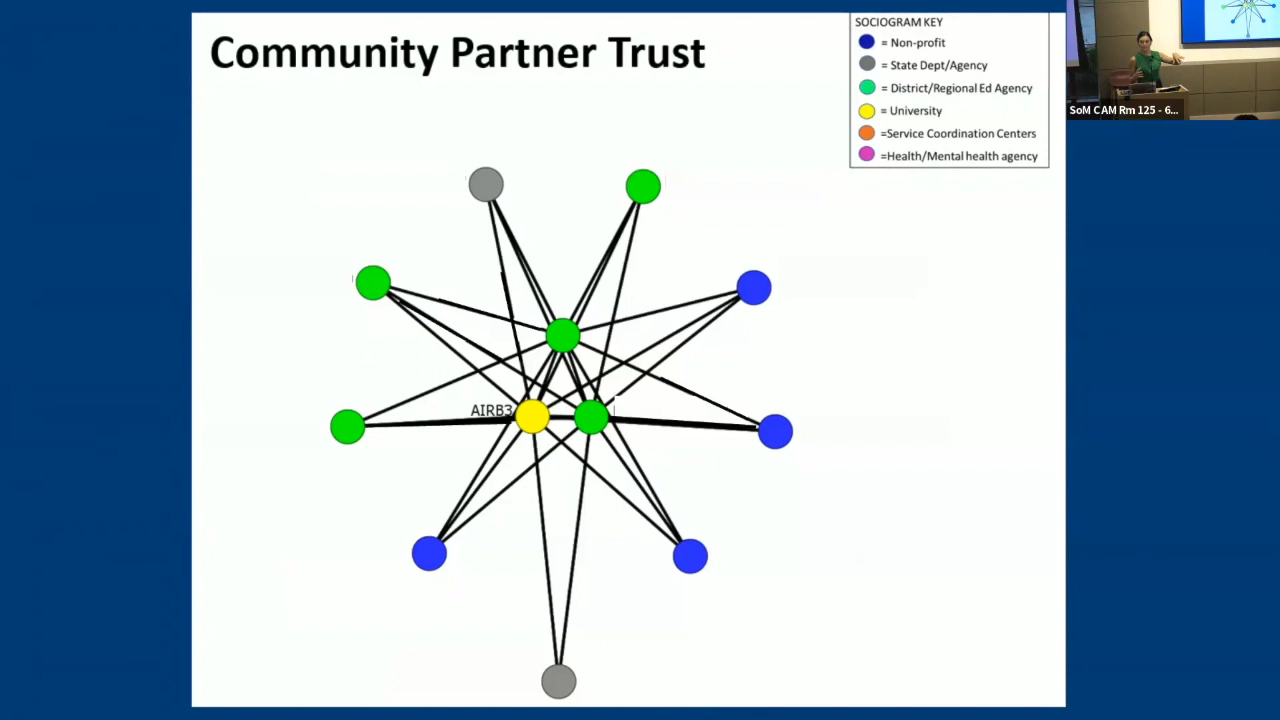 Community Partner Trust
SOCIOGRAM KEY
= Non-profit
= State Dept/Agency
= District/Regional Ed Agency
= University
=Service Coordination Centers
=Health/Mental health agency
SoM CAM Rm 125 - 6...
AIRB3